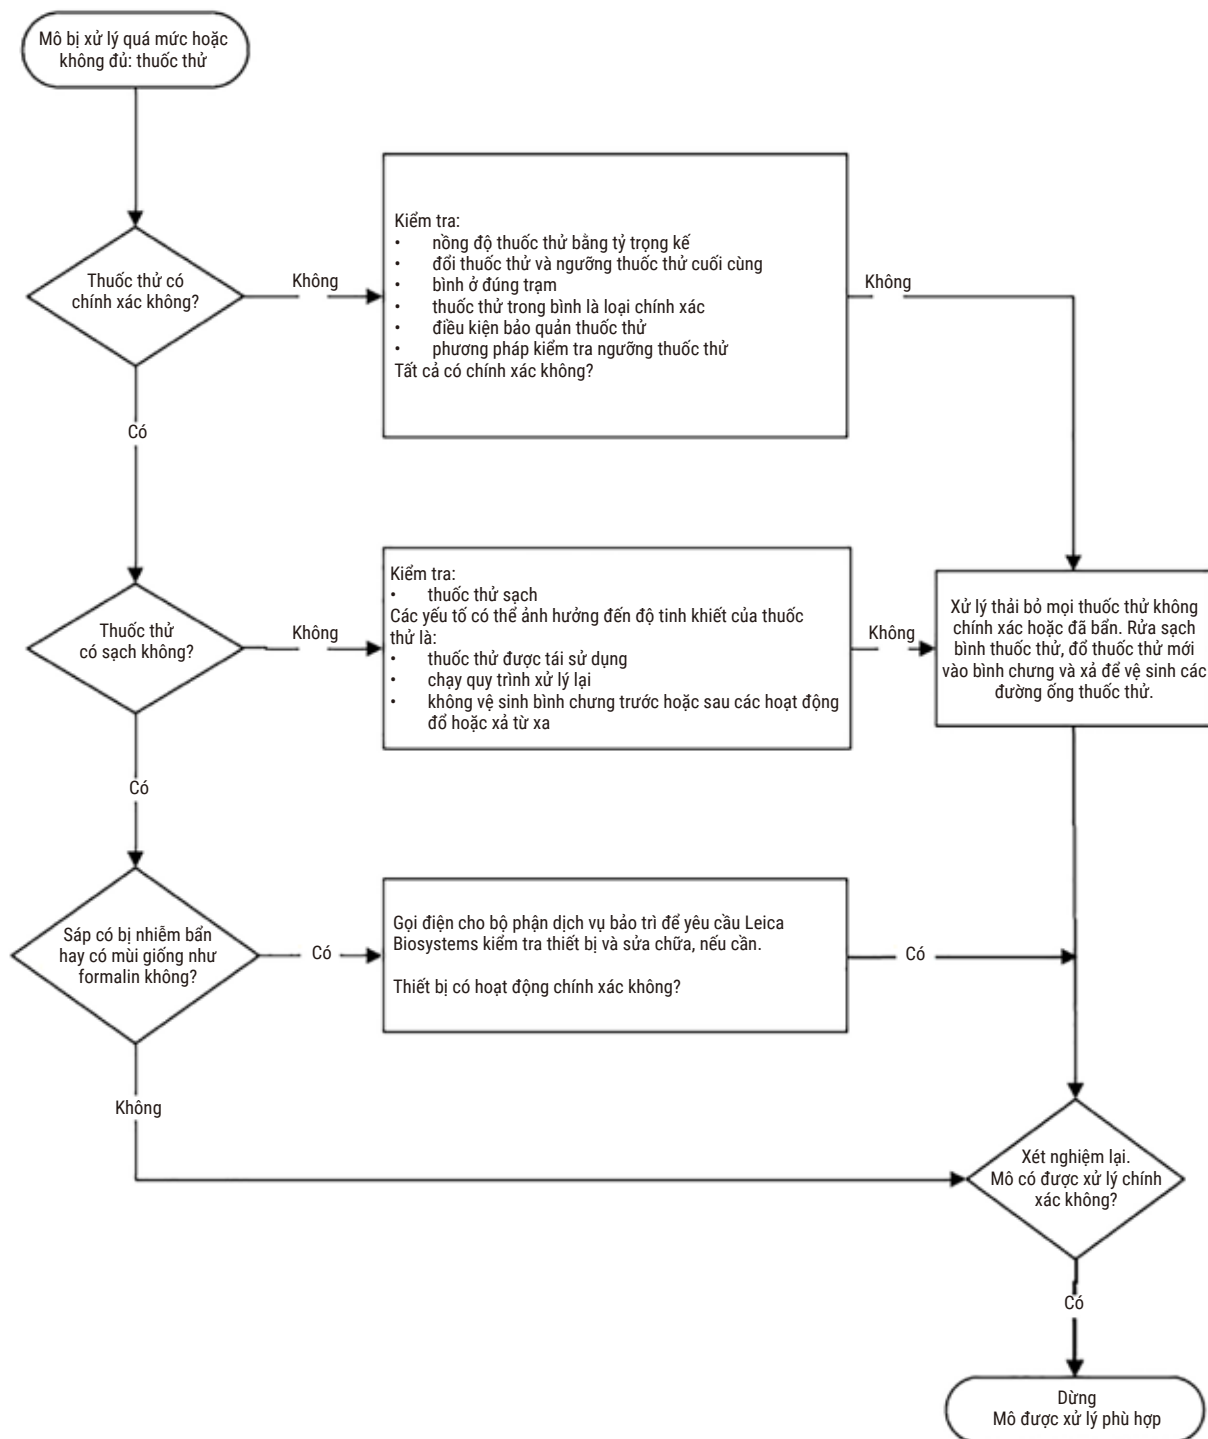 Mô bị xử lý quá mức hoặc
không đủ: thuốc thử
Thuốc thử có
chính xác không?
Không
Kiểm tra:
• nồng độ thuốc thử bằng tỷ trọng kế
• đổi thuốc thử và ngưỡng thuốc thử cuối cùng
• bình ở đúng trạm
• thuốc thử trong bình là loại chính xác
• điều kiện bảo quản thuốc thử
• phương pháp kiểm tra ngưỡng thuốc thử
Tất cả có chính xác không?
Không
Có
Thuốc thử
có sạch không?
Không
Kiểm tra:
• thuốc thử sạch
Các yếu tố có thể ảnh hưởng đến độ tinh khiết của thuốc
thử là:
• thuốc thử được tái sử dụng
• chạy quy trình xử lý lại
• không vệ sinh bình chưng trước hoặc sau các hoạt động
đổ hoặc xả từ xa
Không
Xử lý thải bỏ mọi thuốc thử không
chính xác hoặc đã bẩn. Rửa sạch
bình thuốc thử, đổ thuốc thử mới
vào bình chưng và xả để vệ sinh các
đường ống thuốc thử.
Có
Sáp có bị nhiễm bẩn
hay có mùi giống như
formalin không?
Có
Gọi điện cho bộ phận dịch vụ bảo trì để yêu cầu Leica
Biosystems kiểm tra thiết bị và sửa chữa, nếu cần.
Thiết bị có hoạt động chính xác không?
Có
Không
Xét nghiệm lại.
Mô có được xử lý chính
xác không?
Có
Dừng
Mô được xử lý phù hợp